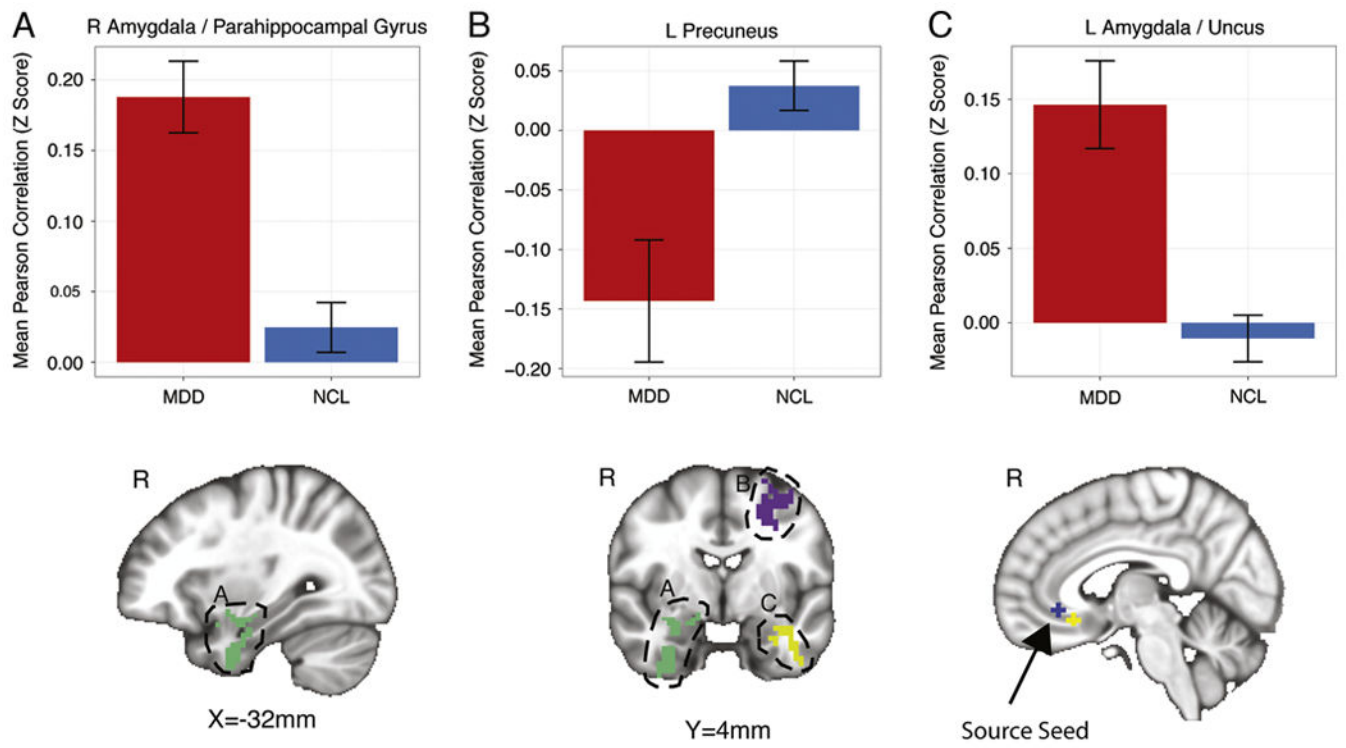 A
R Amygdala / Parahippocampal Gyrus
Mean Pearson Correlation (Z Score)
0.20
0.15
0.10
0.05
0.00
MDD NCL
B
L Precuneus
Mean Pearson Correlation (Z Score)
0.05
0.00
−0.05
−0.10
−0.15
−0.20
MDD NCL
C
L Amygdala / Uncus
Mean Pearson Correlation (Z Score)
0.15
0.10
0.05
0.00
MDD NCL
R
A
X=-32mm
R
B
A
C
Y=4mm
R
Source Seed